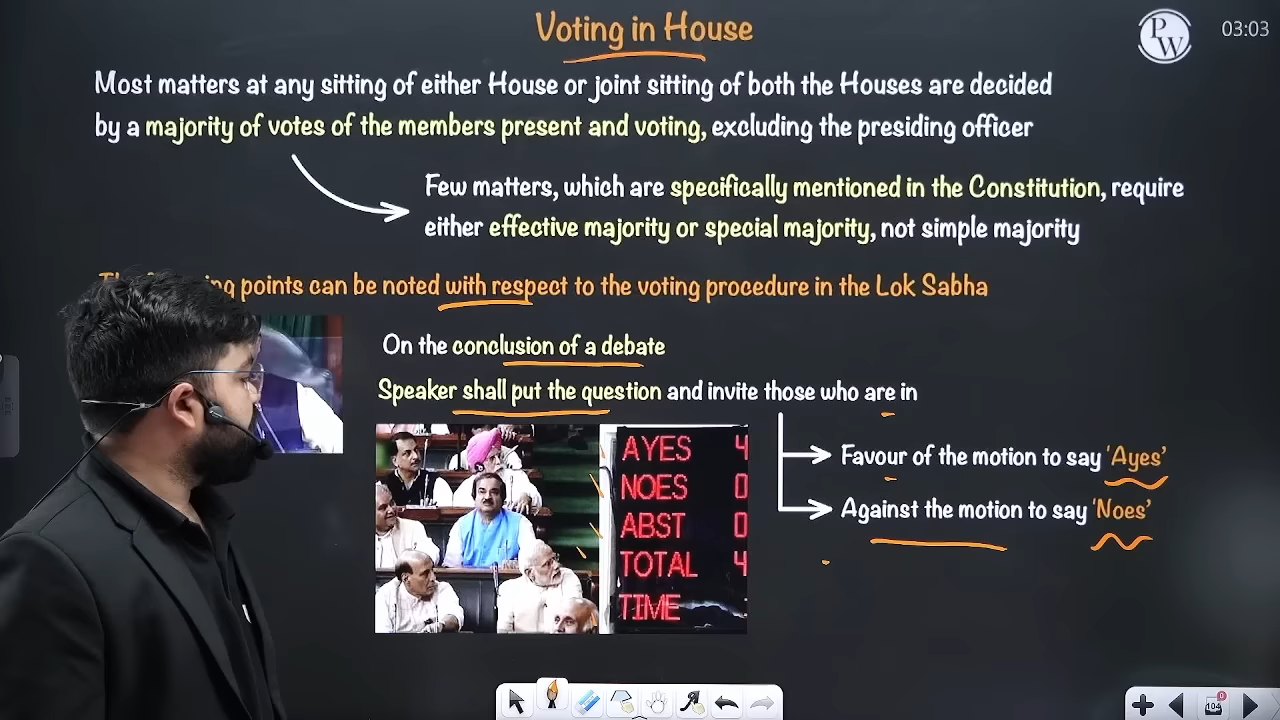 Voting in House
PW
03:03
Most matters at any sitting of either House or joint sitting of both the Houses are decided
by a majority of votes of the members present and voting, excluding the presiding officer
Few matters, which are specifically mentioned in the Constitution, require
either effective majority or special majority, not simple majority
points can be noted with respect to the voting procedure in the Lok Sabha
On the conclusion of a debate
Speaker shall put the question and invite those who are in
Favour of the motion to say 'Ayes'
Against the motion to say 'Noes'
AYES 4
NOES 0
ABST 0
TOTAL 4
TIME
104
0